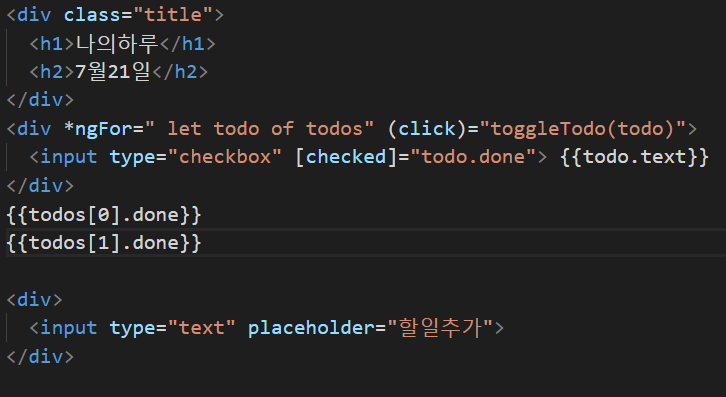 <div class="title">
  <h1>나의하루</h1>
  <h2>7월21일</h2>
</div>
<div *ngFor=" let todo of todos" (click)="toggleTodo(todo)">
  <input type="checkbox" [checked]="todo.done"> {{todo.text}}
</div>
{{todos[0].done}}
{{todos[1].done}}

<div>
  <input type="text" placeholder="할일추가">
</div>